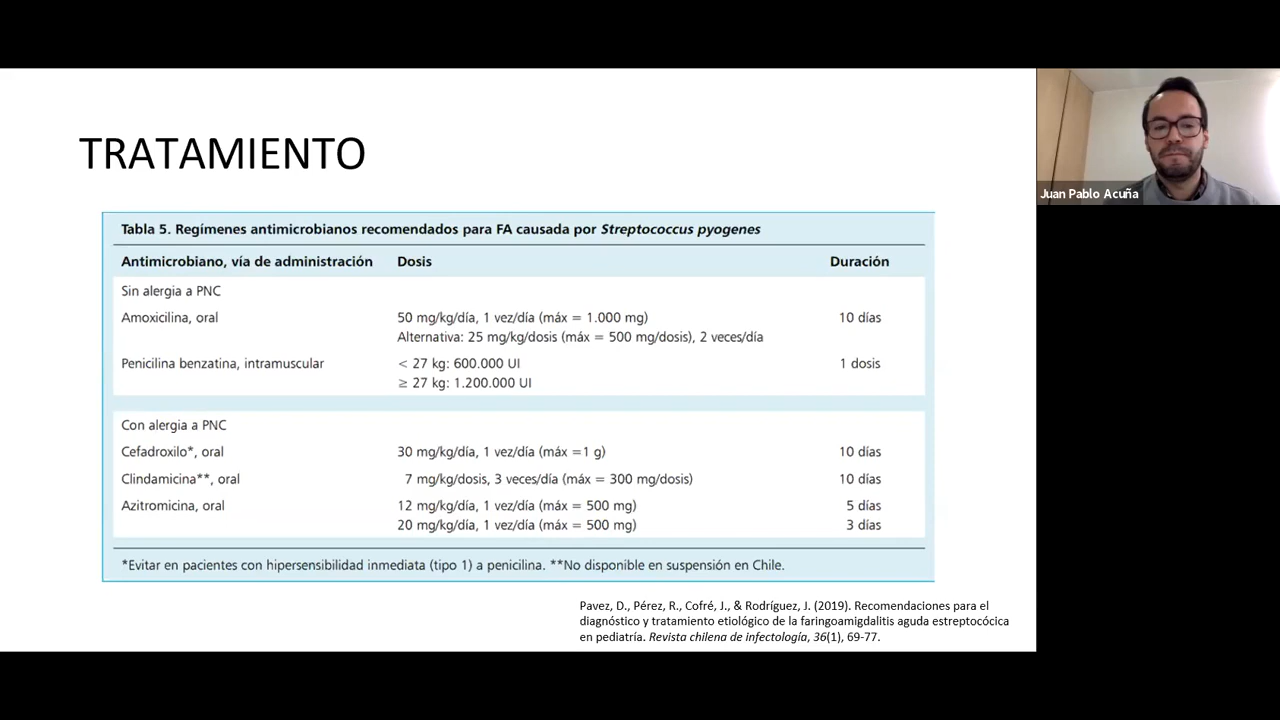 TRATAMIENTO
Juan Pablo Acuña
Tabla 5. Regímenes antimicrobianos recomendados para FA causada por Streptococcus pyogenes
Antimicrobiano, vía de administración Dosis Duración
Sin alergia a PNC
Amoxicilina, oral 50 mg/kg/día, 1 vez/día (máx = 1.000 mg) 10 días
Alternativa: 25 mg/kg/dosis (máx = 500 mg/dosis), 2 veces/día
Penicilina benzatina, intramuscular < 27 kg: 600.000 UI 1 dosis
≥ 27 kg: 1.200.000 UI
Con alergia a PNC
Cefadroxilo*, oral 30 mg/kg/día, 1 vez/día (máx =1 g) 10 días
Clindamicina**, oral 7 mg/kg/dosis, 3 veces/día (máx = 300 mg/dosis) 10 días
Azitromicina, oral 12 mg/kg/día, 1 vez/día (máx = 500 mg) 5 días
20 mg/kg/día, 1 vez/día (máx = 500 mg) 3 días
*Evitar en pacientes con hipersensibilidad inmediata (tipo 1) a penicilina. **No disponible en suspensión en Chile.
Pavez, D., Pérez, R., Cofré, J., & Rodríguez, J. (2019). Recomendaciones para el
diagnóstico y tratamiento etiológico de la faringoamigdalitis aguda estreptocócica
en pediatría. Revista chilena de infectología, 36(1), 69-77.